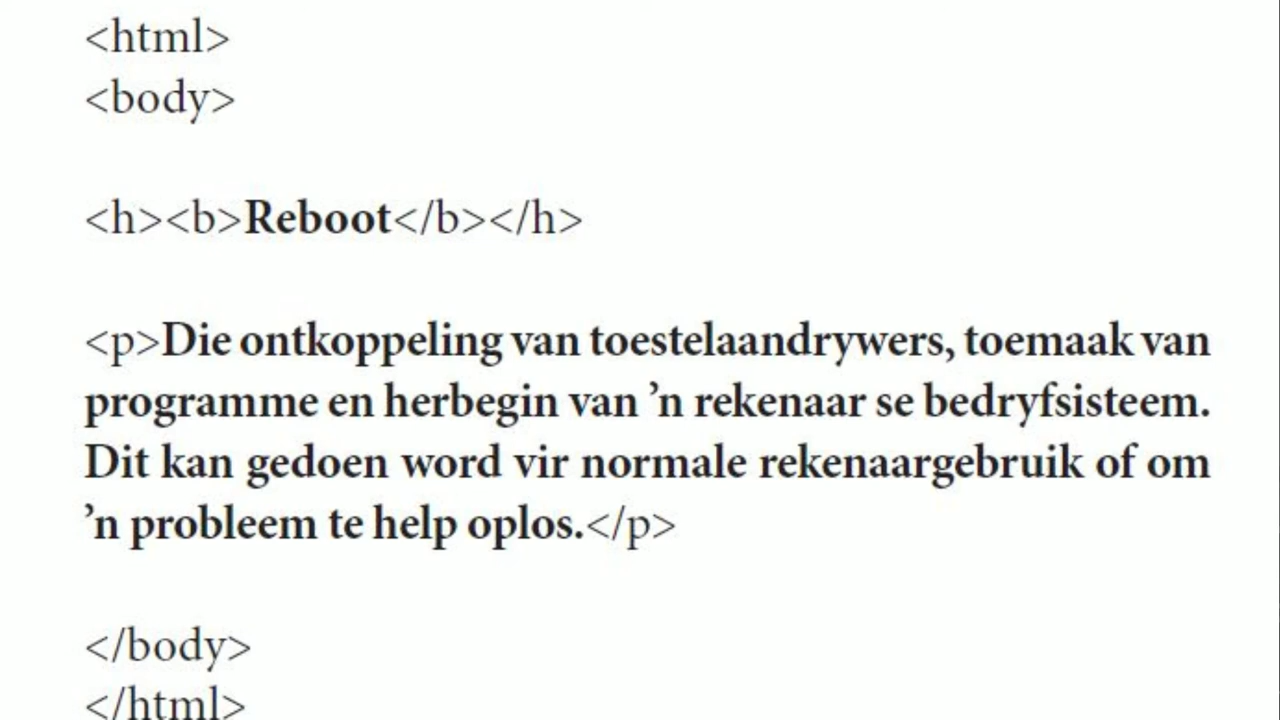 <html>
<body>
<h><b>Reboot</b></h>
<p>Die ontkoppeling van toestelaandrywers, toemaak van
programme en herbegin van ’n rekenaar se bedryfsisteem.
Dit kan gedoen word vir normale rekenaargebruik of om
’n probleem te help oplos.</p>
</body>
</html>